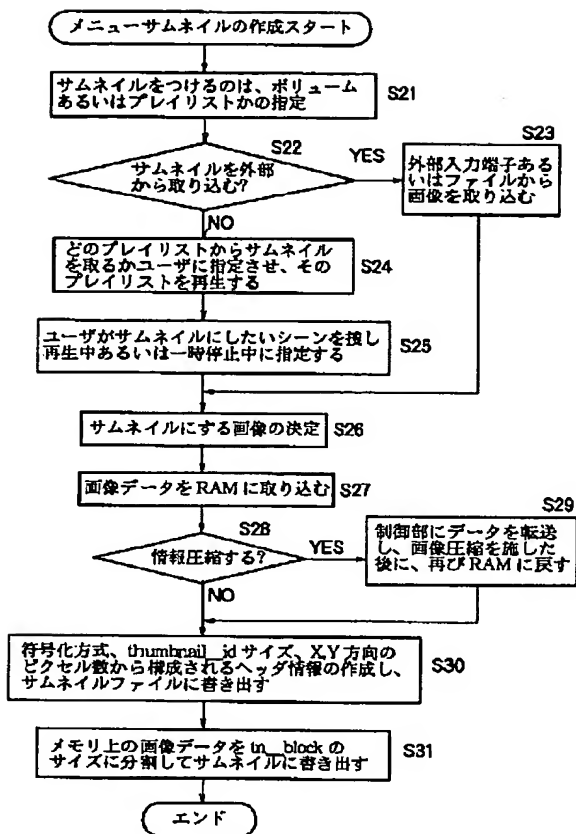 メニューサムネイルの作成スタート
サムネイルをつけるのは、ボリューム
あるいはプレイリストかの指定
S21
S22
サムネイルを外部
から取り込む?
YES
NO
S23
外部入力端子ある
いはファイルから
画像を取り込む
どのプレイリストからサムネイル
を取るかユーザに指定させ、その
プレイリストを再生する
S24
ユーザがサムネイルにしたいシーンを捜し
再生中あるいは一時停止中に指定する
S25
サムネイルにする画像の決定
S26
画像データをRAMに取り込む
S27
S28
情報圧縮する?
YES
NO
S29
制御部にデータを転送
し、画像圧縮を施した
後に、再びRAMに戻す
符号化方式、thumbnail_idサイズ、X,Y方向の
ピクセル数から構成されるヘッダ情報の作成し、
サムネイルファイルに書き出す
S30
メモリ上の画像データをtn_blockの
サイズに分割してサムネイルに書き出す
S31
エンド